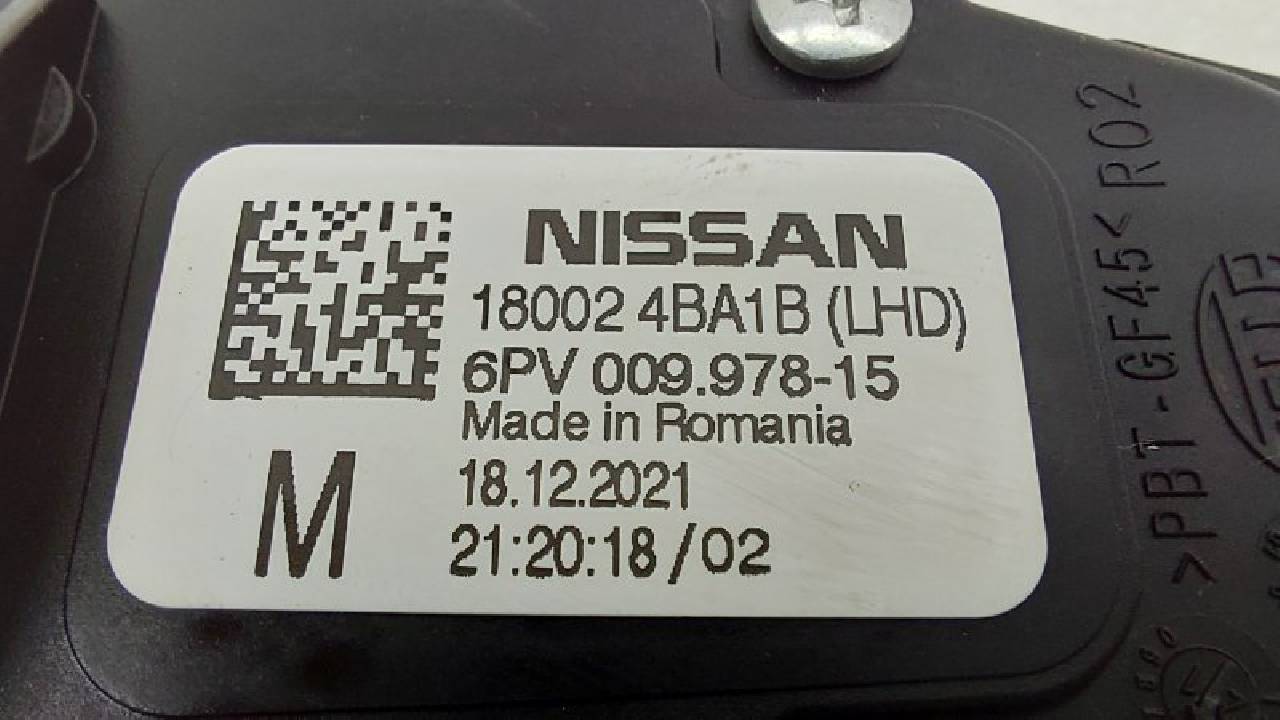 NISSAN
18002 4BA1B (LHD)
6PV 009.978-15
Made in Romania
18.12.2021
21:20:18/02
M
>PBT-GF45< R02